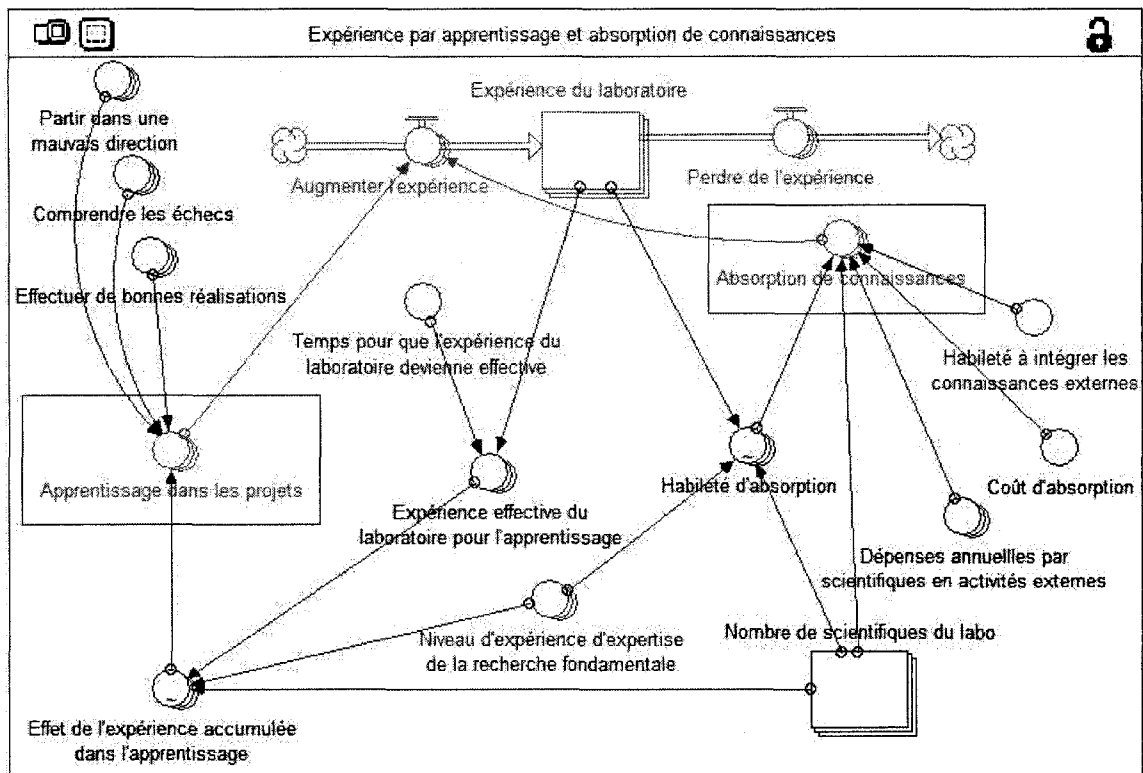 Expérience par apprentissage et absorption de connaissances
Partir dans une
mauvais direction
Expérience du laboratoire
Augmenter l'expérience
Perdre de l'expérience
Comprendre les échecs
Absorption de connaissances
Effectuer de bonnes réalisations
Temps pour que l'expérience du
laboratoire devienne effective
Habileté à intégrer les
connaissances externes
Apprentissage dans les projets
Expérience effective du
laboratoire pour l'apprentissage
Habileté d'absorption
Coût d'absorption
Dépenses annuellles par
scientifiques en activités externes
Niveau d'expérience d'expertise
de la recherche fondamentale
Nombre de scientifiques du labo
Effet de l'expérience accumulée
dans l'apprentissage